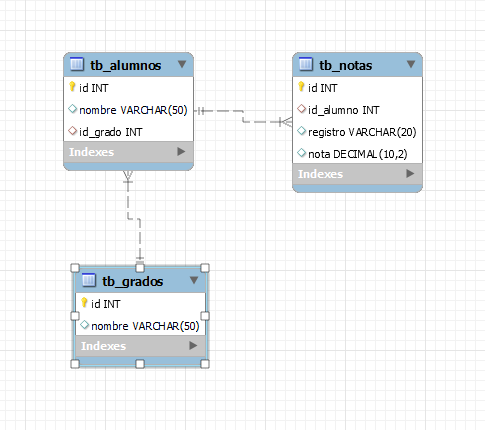 tb_alumnos
id INT
nombre VARCHAR(50)
id_grado INT
Indexes
tb_notas
id INT
id_alumno INT
registro VARCHAR(20)
nota DECIMAL(10,2)
Indexes
tb_grados
id INT
nombre VARCHAR(50)
Indexes